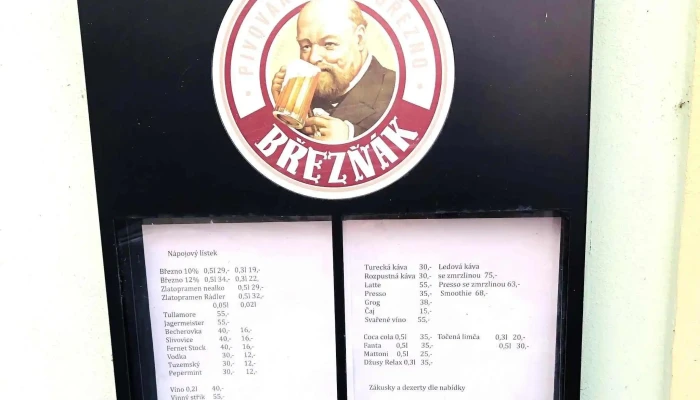 PIVOVAR BŘEZNO
BŘEZŇÁK
Nápojový lístek
Březno 10% 0,5l 29,- 0,3l 19,-
Březno 12% 0,5l 34,- 0,3l 22,
Zlatopramen nealko 0,5l 29,-
Zlatopramen Rädler 0,5l 32,-
0,05l 0,02l
Tullamore 55,-
Jagermeister 55,-
Becherovka 40,- 16,-
Slivovice 40,- 16,-
Fernet Stock 40,- 16,-
Vodka 30,- 12,-
Tuzemský 30,- 12,-
Pepermint 30,- 12,-
Víno 0,2l 40,-
Vinný střik 55,-
Turecká káva 30,- Ledová káva
Rozpustná káva 30,- se zmrzlinou 75,-
Latte 55,- Presso se zmrzlinou 63,-
Presso 35,- Smoothie 68,-
Grog 38,-
Čaj 15,-
Svařené víno 55,-
Coca cola 0,5l 35,- Točená limča 0,3l 20,-
Fanta 0,5l 35,- 0,5l 30,-
Mattoni 0,5l 25,-
Džusy Relax 0,3l 35,-
Zákusky a dezerty dle nabídky